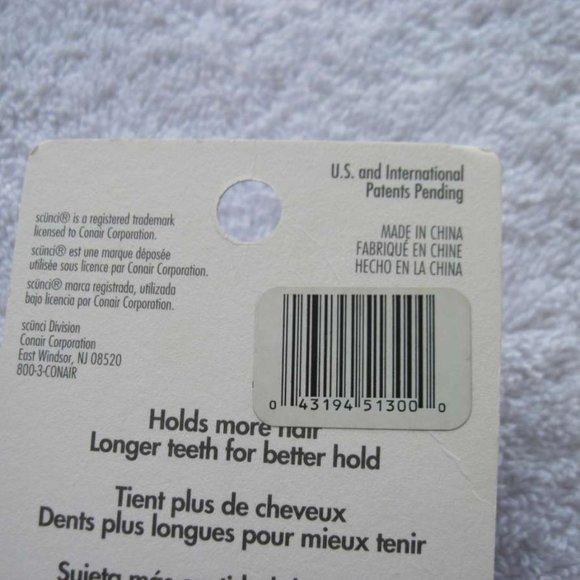 U.S. and International
Patents Pending
scünci® is a registered trademark
licensed to Conair Corporation.
scünci® est une marque déposée
utilisée sous licence par Conair Corporation.
scünci® marca registrada, utilizada
bajo licencia por Conair Corporation.
scünci Division
Conair Corporation
East Windsor, NJ 08520
800-3-CONAIR
MADE IN CHINA
FABRIQUÉ EN CHINE
HECHO EN LA CHINA
0 43194 51300 0
Holds more hair
Longer teeth for better hold
Tient plus de cheveux
Dents plus longues pour mieux tenir
Sujeta más